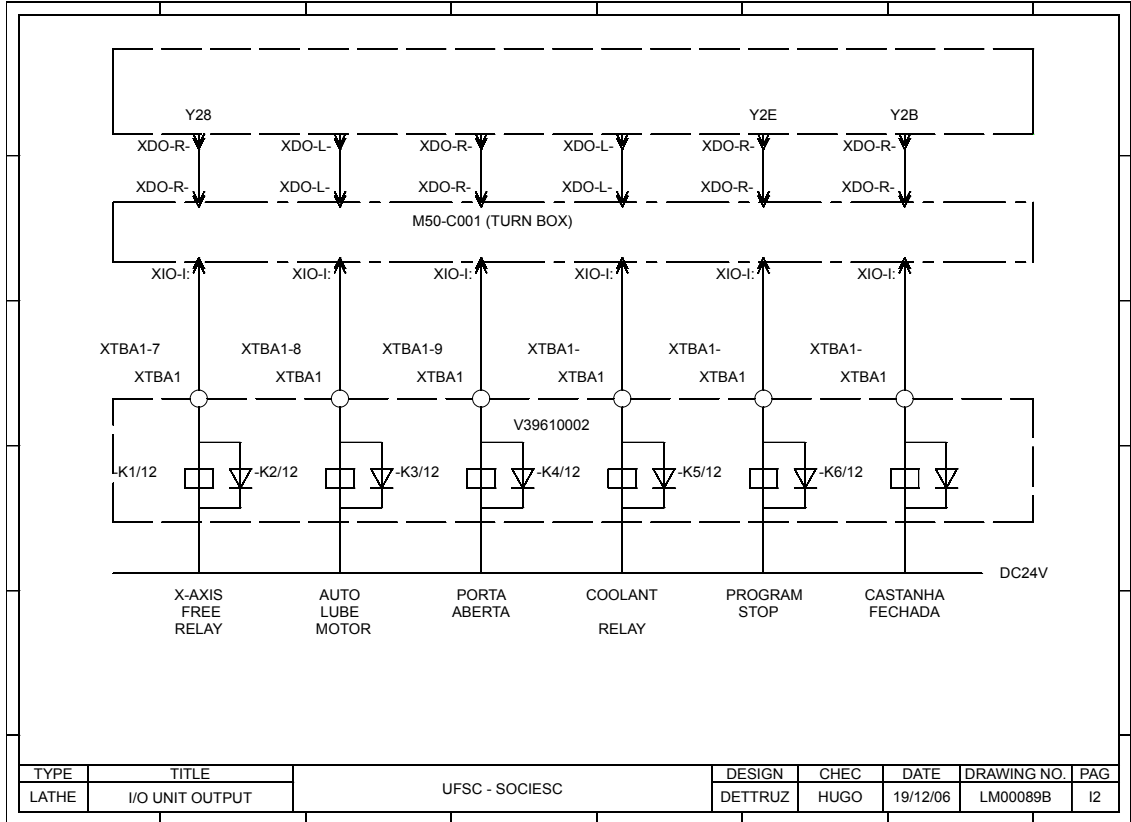 Y28 Y2E Y2B
XDO-R- XDO-L- XDO-R- XDO-L- XDO-R- XDO-R-
XDO-R- XDO-L- XDO-R- XDO-L- XDO-R- XDO-R-
M50-C001 (TURN BOX)
XIO-I: XIO-I: XIO-I: XIO-I: XIO-I: XIO-I:
XTBA1-7 XTBA1-8 XTBA1-9 XTBA1- XTBA1- XTBA1-
XTBA1 XTBA1 XTBA1 XTBA1 XTBA1 XTBA1
V39610002
-K1/12 -K2/12 -K3/12 -K4/12 -K5/12 -K6/12
DC24V
X-AXIS
FREE
RELAY
AUTO
LUBE
MOTOR
PORTA
ABERTA
COOLANT
RELAY
PROGRAM
STOP
CASTANHA
FECHADA
TYPE TITLE DESIGN CHEC DATE DRAWING NO. PAG
LATHE I/O UNIT OUTPUT UFSC - SOCIESC DETTRUZ HUGO 19/12/06 LM00089B I2